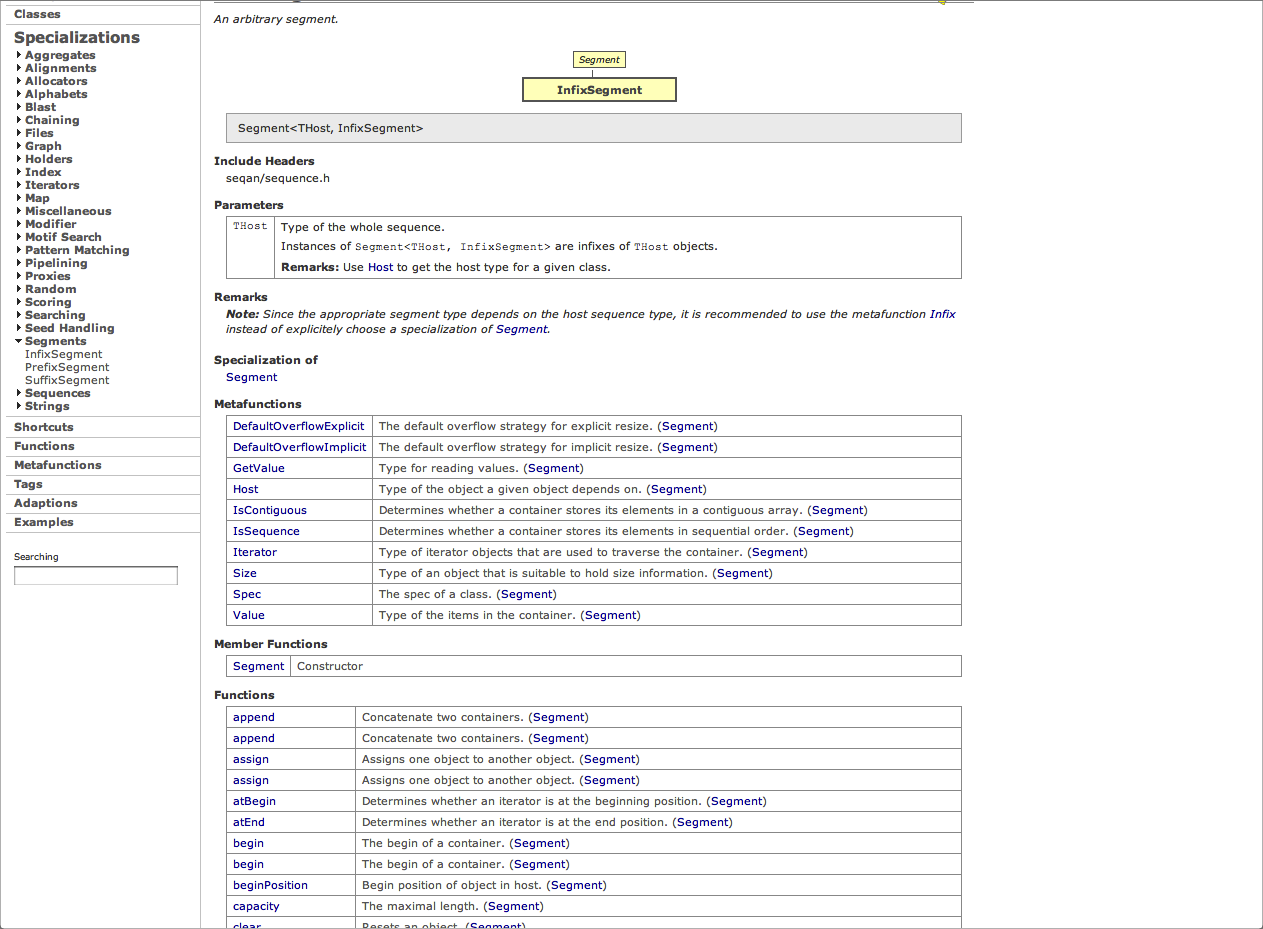 Classes
Specializations
Aggregates
Alignments
Allocators
Alphabets
Blast
Chaining
Files
Graph
Holders
Index
Iterators
Map
Miscellaneous
Modifier
Motif Search
Pattern Matching
Pipelining
Proxies
Random
Scoring
Searching
Seed Handling
Segments
InfixSegment
PrefixSegment
SuffixSegment
Sequences
Strings
Shortcuts
Functions
Metafunctions
Tags
Adaptions
Examples
Searching
An arbitrary segment.
Segment
InfixSegment
Segment<THost, InfixSegment>
Include Headers
seqan/sequence.h
Parameters
THost Type of the whole sequence.
Instances of Segment<THost, InfixSegment> are infixes of THost objects.
Remarks: Use Host to get the host type for a given class.
Remarks
Note: Since the appropriate segment type depends on the host sequence type, it is recommended to use the metafunction Infix
instead of explicitely choose a specialization of Segment.
Specialization of
Segment
Metafunctions
DefaultOverflowExplicit The default overflow strategy for explicit resize. (Segment)
DefaultOverflowImplicit The default overflow strategy for implicit resize. (Segment)
GetValue Type for reading values. (Segment)
Host Type of the object a given object depends on. (Segment)
IsContiguous Determines whether a container stores its elements in a contiguous array. (Segment)
IsSequence Determines whether a container stores its elements in sequential order. (Segment)
Iterator Type of iterator objects that are used to traverse the container. (Segment)
Size Type of an object that is suitable to hold size information. (Segment)
Spec The spec of a class. (Segment)
Value Type of the items in the container. (Segment)
Member Functions
Segment Constructor
Functions
append Concatenate two containers. (Segment)
append Concatenate two containers. (Segment)
assign Assigns one object to another object. (Segment)
assign Assigns one object to another object. (Segment)
atBegin Determines whether an iterator is at the beginning position. (Segment)
atEnd Determines whether an iterator is at the end position. (Segment)
begin The begin of a container. (Segment)
begin The begin of a container. (Segment)
beginPosition Begin position of object in host. (Segment)
capacity The maximal length. (Segment)
clear Resets an object. (Segment)